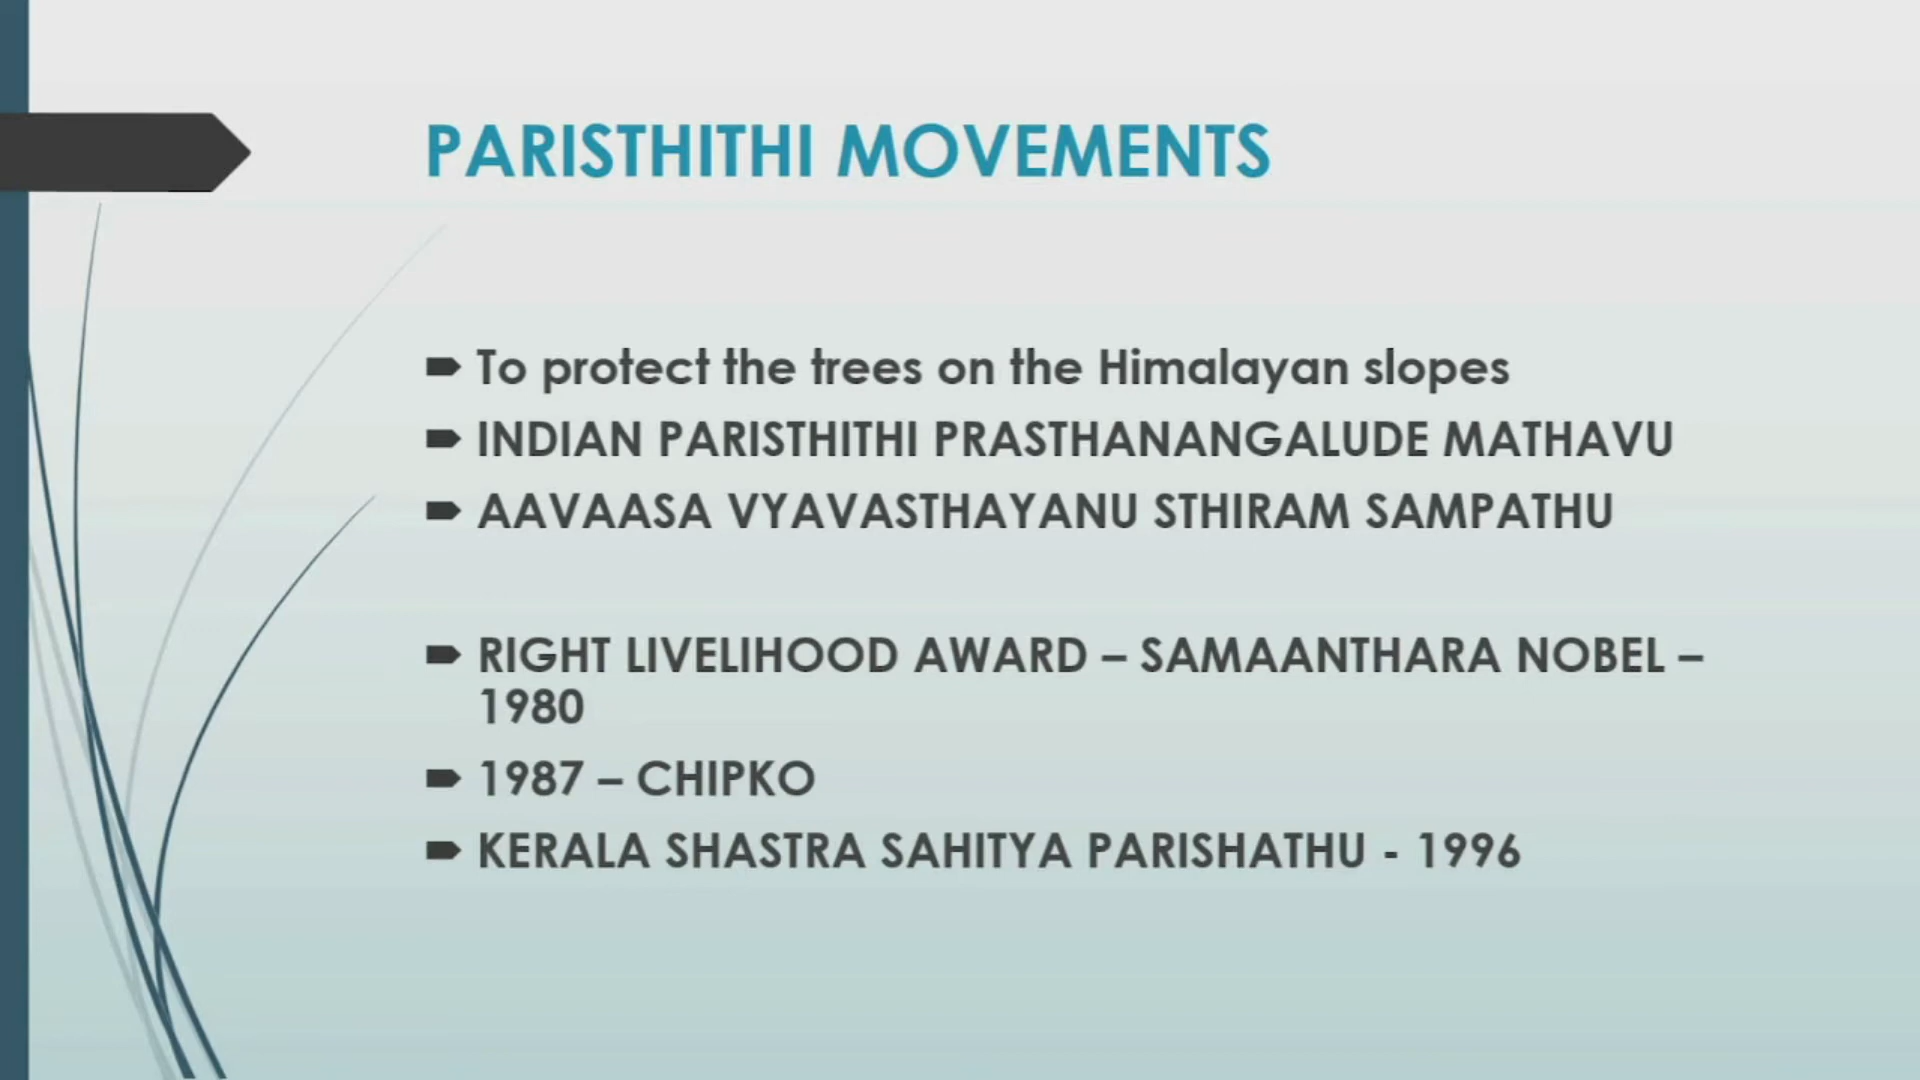 PARISTHITHI MOVEMENTS
To protect the trees on the Himalayan slopes
INDIAN PARISTHITHI PRASTHANANGALUDE MATHAVU
AAVAASA VYAVASTHAYANU STHIRAM SAMPATHU
RIGHT LIVELIHOOD AWARD – SAMAANTHARA NOBEL –
1980
1987 – CHIPKO
KERALA SHASTRA SAHITYA PARISHATHU - 1996